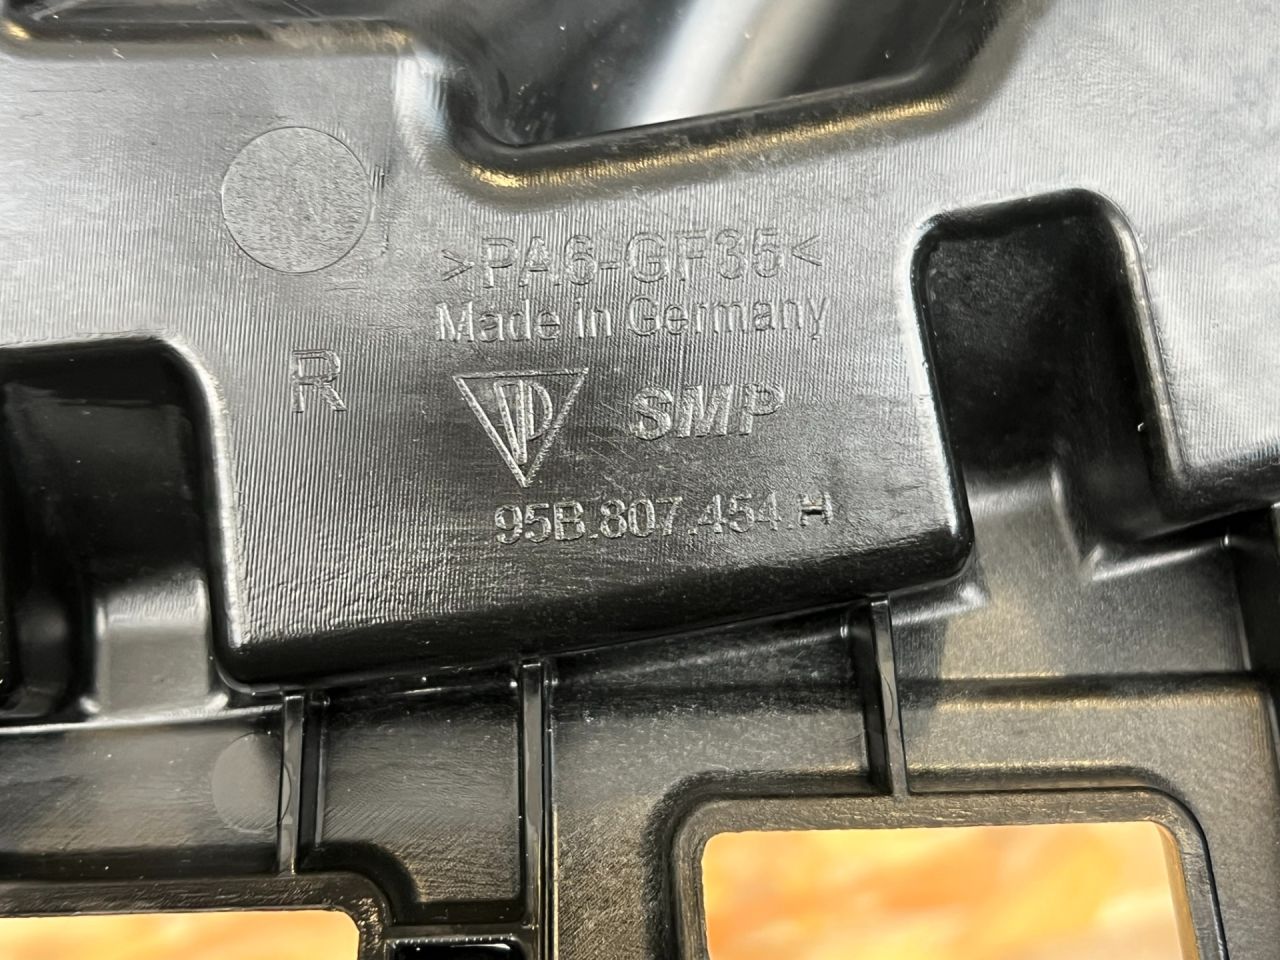 >PA6-GF35<
Made in Germany
R
SMP
95B.807.454.H